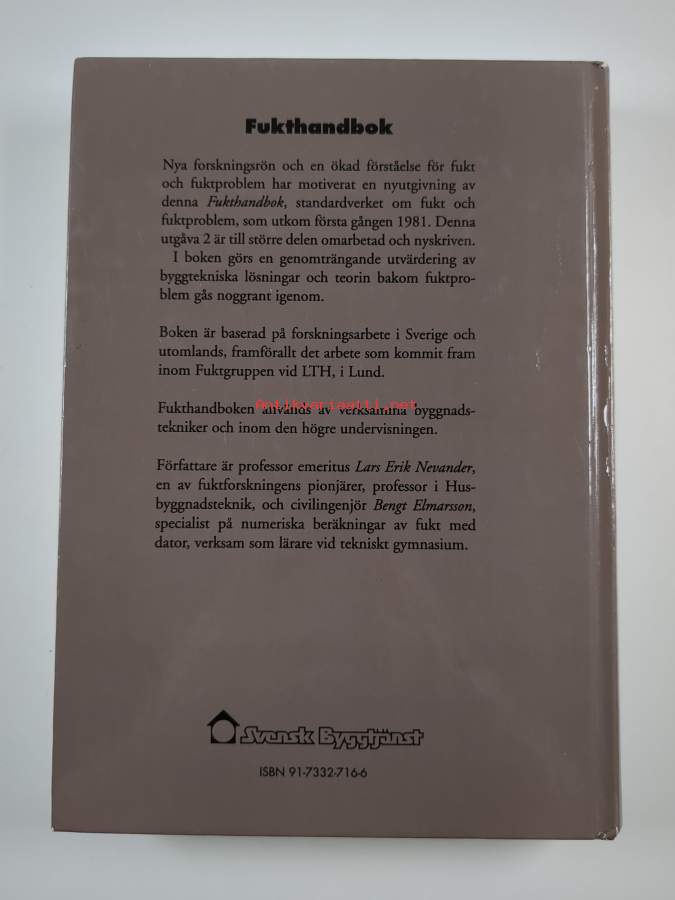 Fukthandbok
Nya forskningsrön och en ökad förståelse för fukt
och fuktproblem har motiverat en nyutgivning av
denna Fukthandbok, standardverket om fukt och
fuktproblem, som utkom första gången 1981. Denna
utgåva 2 är till större delen omarbetad och nyskriven.
I boken görs en genomträngande utvärdering av
byggtekniska lösningar och teorin bakom fuktpro-
blem gås noggrant igenom.
Boken är baserad på forskningsarbete i Sverige och
utomlands, framförallt det arbete som kommit fram
inom Fuktgruppen vid LTH, i Lund.
Antikvariaatti.net
Fukthandboken används av verksamma byggnads-
tekniker och inom den högre undervisningen.
Författare är professor emeritus Lars Erik Nevander,
en av fuktforskningens pionjärer, professor i Hus-
byggnadsteknik, och civilingenjör Bengt Elmarsson,
specialist på numeriska beräkningar av fukt med
dator, verksam som lärare vid tekniskt gymnasium.
Svensk Byggtjänst
ISBN 91-7332-716-6